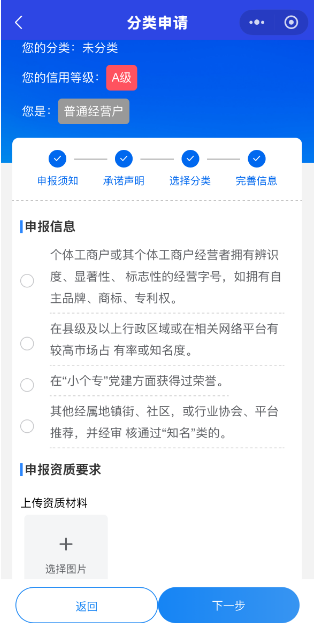 分类申请
您的分类：未分类
您的信用等级： A级
您是： 普通经营户
申报须知 承诺声明 选择分类 完善信息
申报信息
个体工商户或其个体工商户经营者拥有辨识
度、显著性、 标志性的经营字号，如拥有自
主品牌、商标、专利权。
在县级及以上行政区域或在相关网络平台有
较高市场占 有率或知名度。
在“小个专”党建方面获得过荣誉。
其他经属地镇街、社区，或行业协会、平台
推荐，并经审 核通过“知名”类的。
申报资质要求
上传资质材料
选择图片
返回 下一步